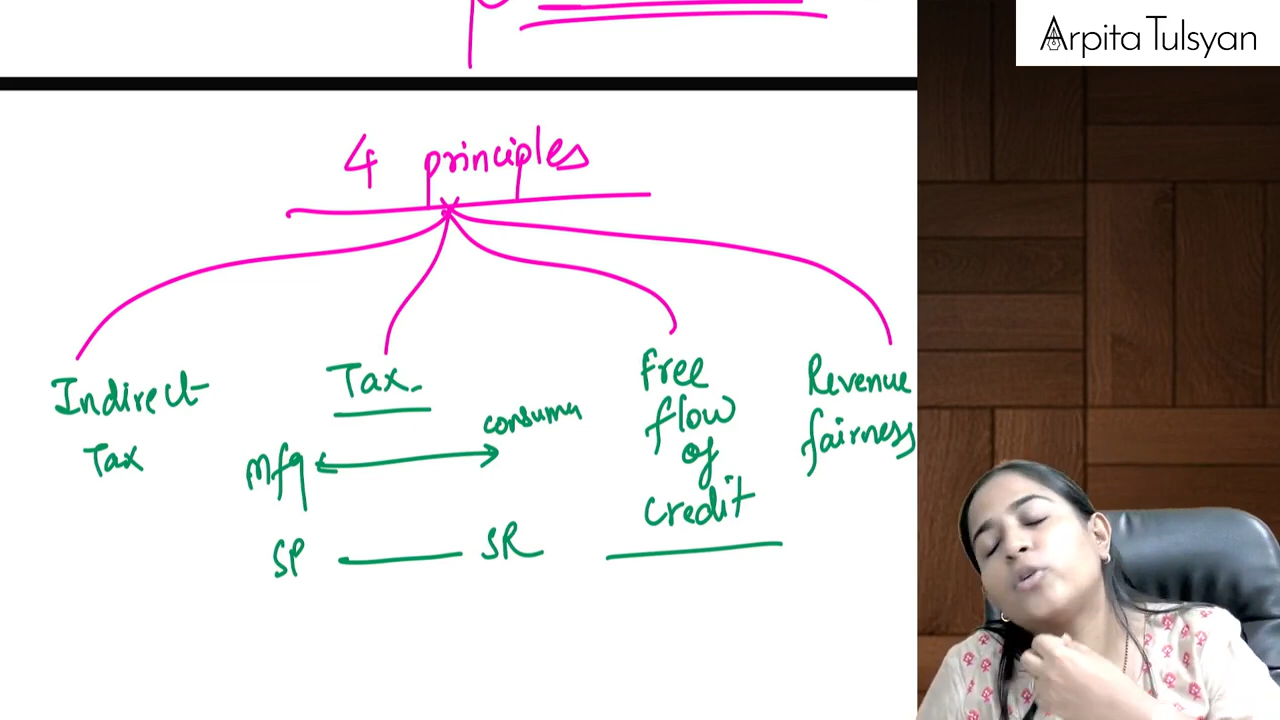 Arpita Tulsyan
4 principles
Indirect
Tax
Tax
mfg
consumer
SP
SR
free
flow
of
credit
Revenue
fairness